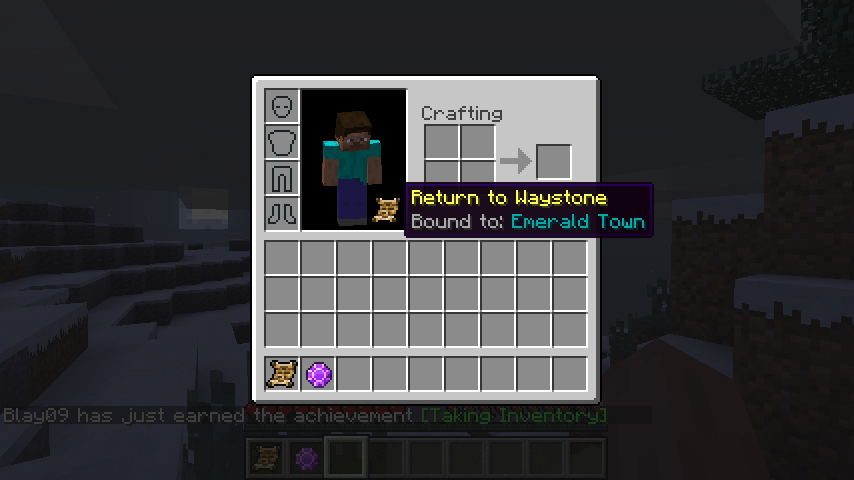 Crafting
Return to Waystone
Bound to: Emerald Town
Blay09 has just earned the achievement [Taking Inventory]